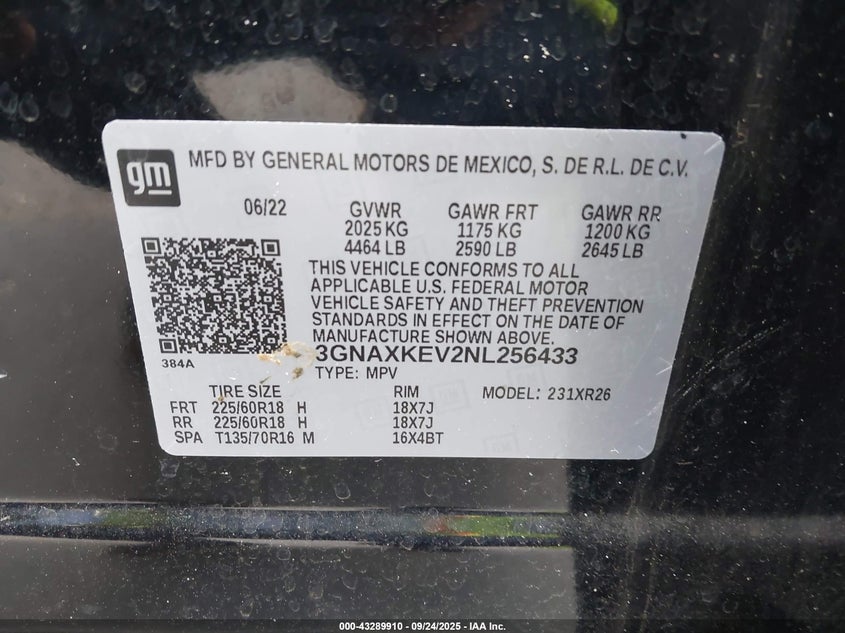 gm
MFD BY GENERAL MOTORS DE MEXICO, S. DE R.L. DE C.V.
06/22 GVWR GAWR FRT GAWR RR
2025 KG 1175 KG 1200 KG
4464 LB 2590 LB 2645 LB
THIS VEHICLE CONFORMS TO ALL
APPLICABLE U.S. FEDERAL MOTOR
VEHICLE SAFETY AND THEFT PREVENTION
STANDARDS IN EFFECT ON THE DATE OF
MANUFACTURE SHOWN ABOVE.
384A
3GNAXKEV2NL256433
TYPE: MPV
TIRE SIZE RIM MODEL: 231XR26
FRT 225/60R18 H 18X7J
RR 225/60R18 H 18X7J
SPA T135/70R16 M 16X4BT
000-43289910 - 09/24/2025 - IAA Inc.